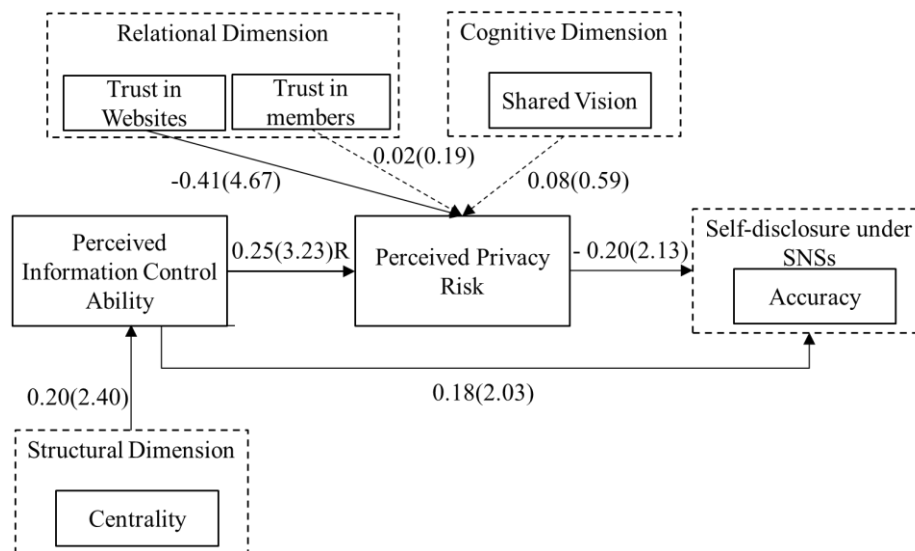 Relational Dimension
Trust in
Websites
Trust in
members
Cognitive Dimension
Shared Vision
0.02(0.19)
-0.41(4.67)
0.08(0.59)
Perceived
Information Control
Ability
0.25(3.23)R
Perceived Privacy
Risk
- 0.20(2.13)
Self-disclosure under
SNSs
Accuracy
0.20(2.40)
0.18(2.03)
Structural Dimension
Centrality